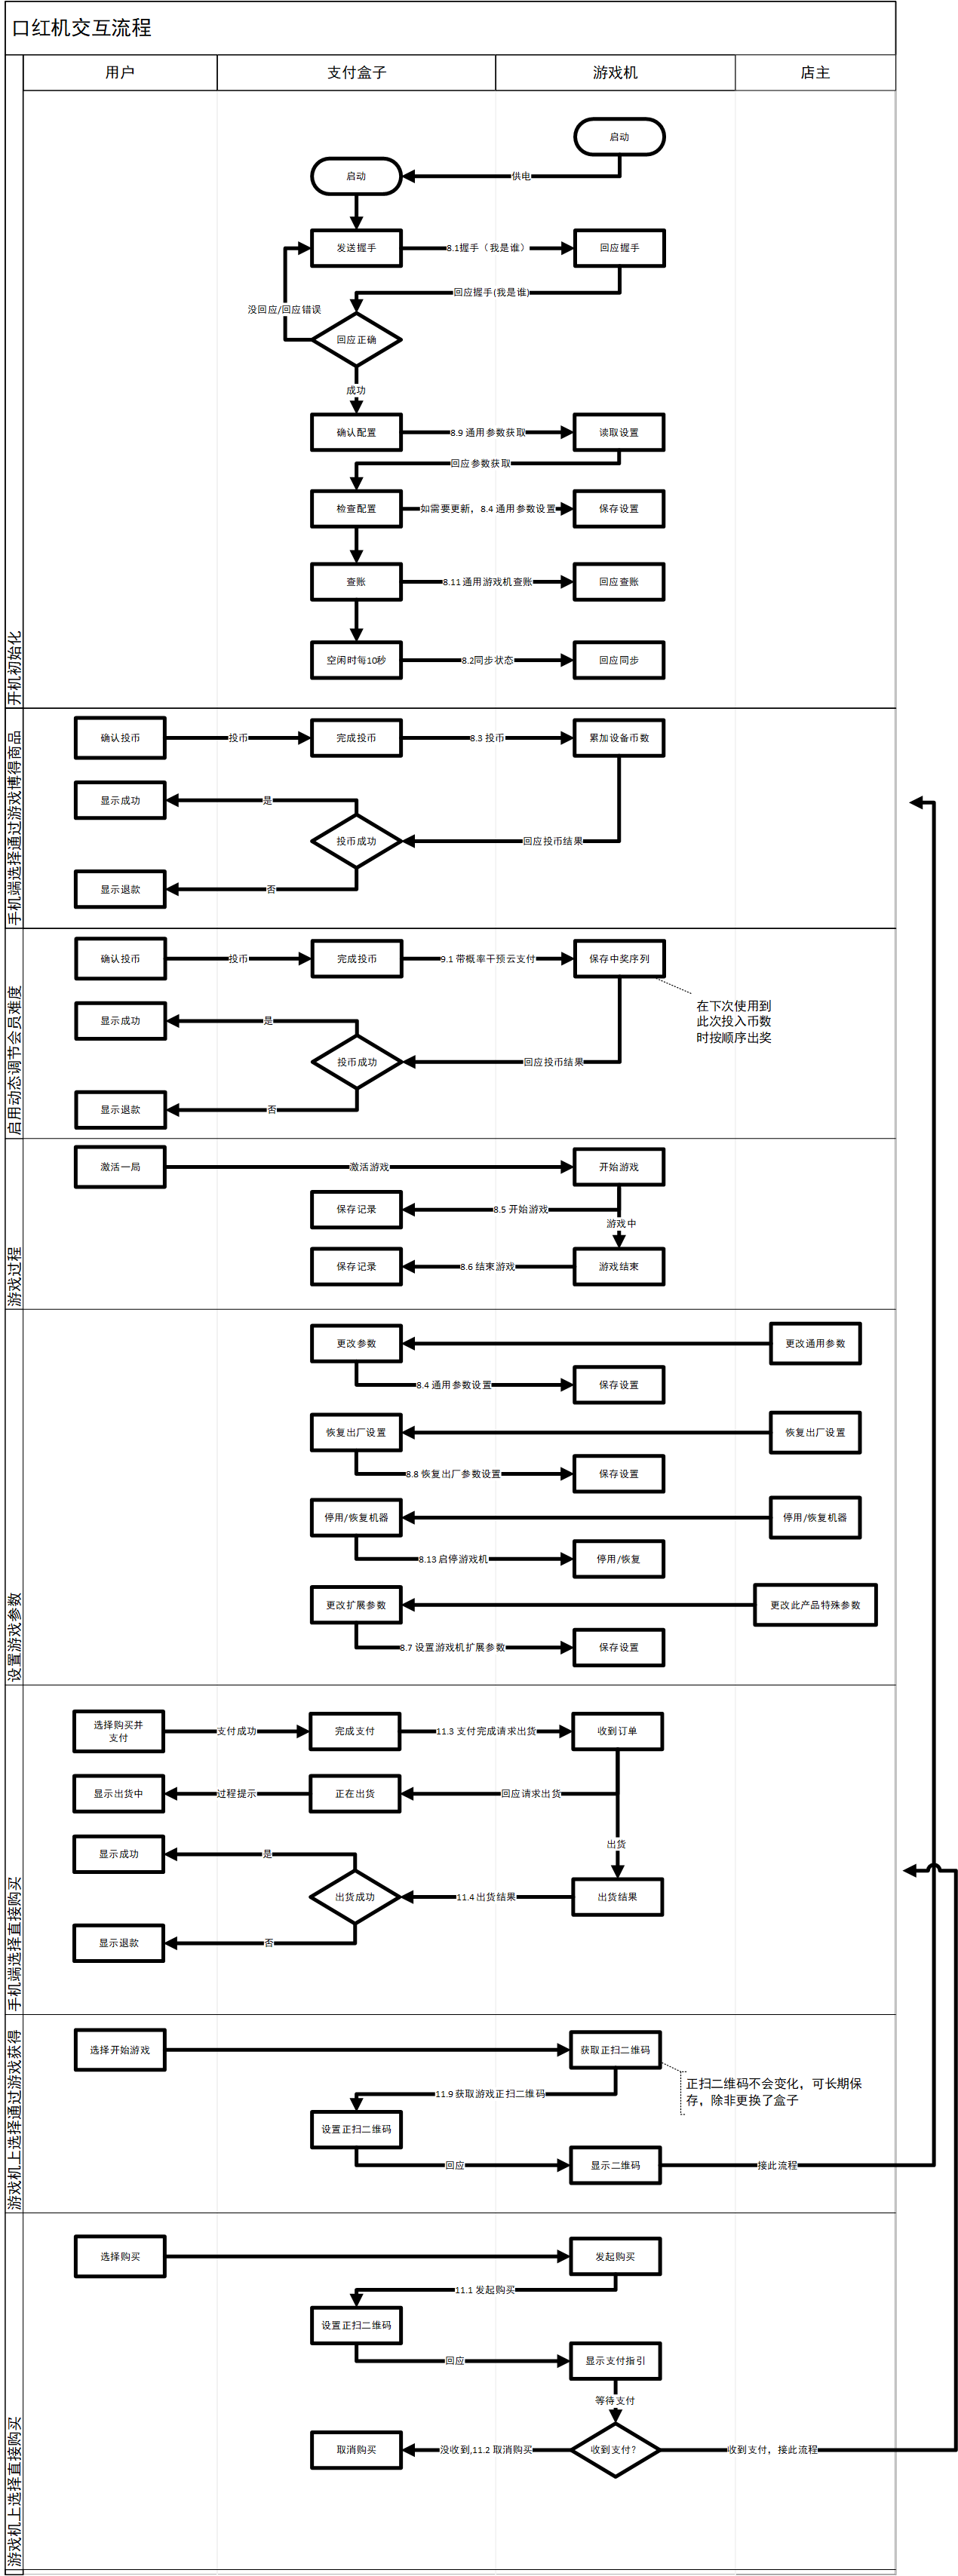 口红机交互流程
用户
支付盒子
游戏机
店主
开机初始化
启动
启动
供电
发送握手
8.1握手（我是谁）
回应握手
回应握手(我是谁)
没回应/回应错误
回应正确
成功
确认配置
8.9 通用参数获取
读取设置
回应参数获取
检查配置
如需要更新，8.4 通用参数设置
保存设置
查账
8.11 通用游戏机查账
回应查账
空闲时每10秒
8.2同步状态
回应同步
手机端选择通过游戏博得商品
确认投币
投币
完成投币
8.3 投币
累加设备币数
显示成功
是
投币成功
回应投币结果
显示退款
否
启用动态调节会员难度
确认投币
投币
完成投币
9.1 带概率干预云支付
保存中奖序列
在下次使用到
此次投入币数
时按顺序出奖
显示成功
是
投币成功
回应投币结果
显示退款
否
游戏过程
激活一局
激活游戏
开始游戏
保存记录
8.5 开始游戏
游戏中
保存记录
8.6 结束游戏
游戏结束
设置游戏参数
更改参数
更改通用参数
8.4 通用参数设置
保存设置
恢复出厂设置
恢复出厂设置
8.8 恢复出厂参数设置
保存设置
停用/恢复机器
停用/恢复机器
8.13 启停游戏机
停用/恢复
更改扩展参数
更改此产品特殊参数
8.7 设置游戏机扩展参数
保存设置
手机端选择直接购买
选择购买并
支付
支付成功
完成支付
11.3 支付完成请求出货
收到订单
显示出货中
过程提示
正在出货
回应请求出货
出货
显示成功
是
出货成功
11.4 出货结果
出货结果
显示退款
否
游戏机上选择通过游戏获得
选择开始游戏
获取正扫二维码
正扫二维码不会变化，可长期保
存，除非更换了盒子
11.9 获取游戏正扫二维码
设置正扫二维码
回应
显示二维码
接此流程
游戏机上选择直接购买
选择购买
发起购买
11.1 发起购买
设置正扫二维码
回应
显示支付指引
等待支付
取消购买
没收到,11.2 取消购买
收到支付?
收到支付，接此流程